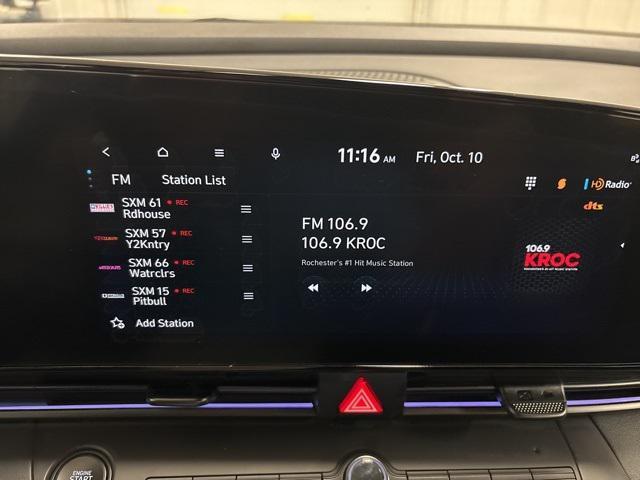 11:16 AM Fri, Oct. 10
FM Station List
HD Radio
dts
SXM 61 REC
Rdhouse
SXM 57 REC
Y2Kntry
SXM 66 REC
Watrclrs
SXM 15 REC
Pitbull
Add Station
FM 106.9
106.9 KROC
Rochester's #1 Hit Music Station
106.9
KROC
ENGINE
START